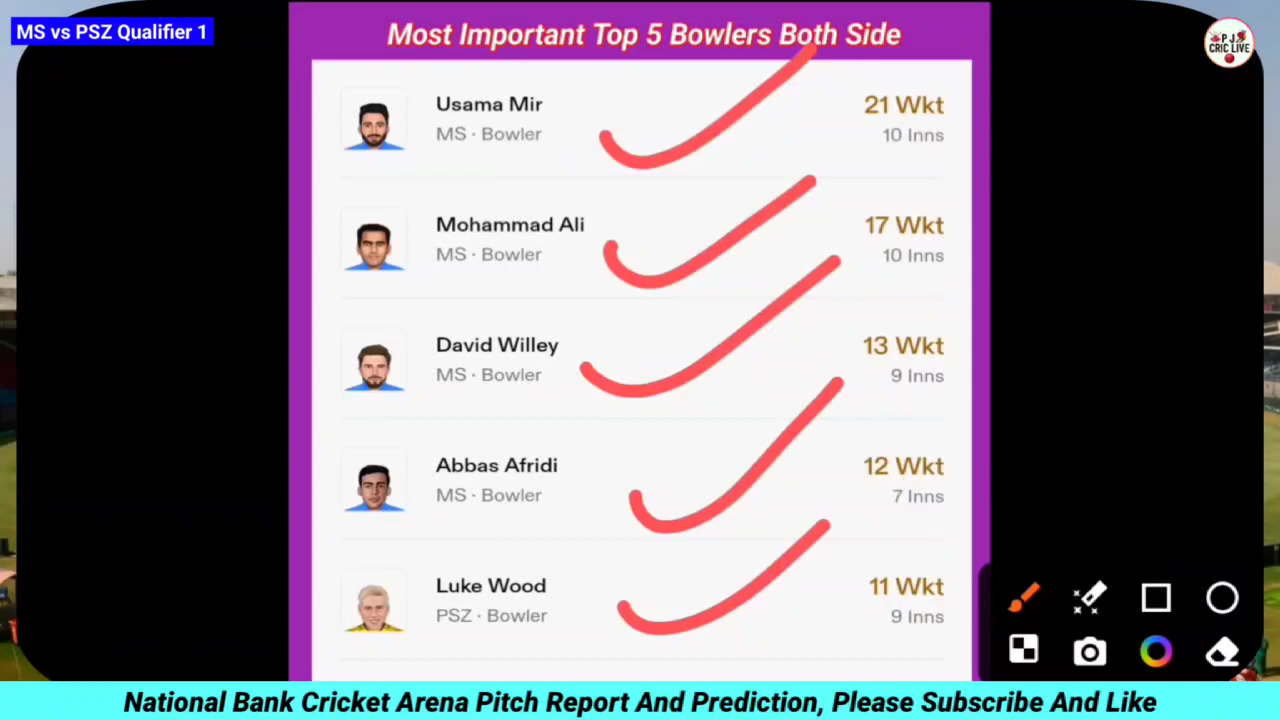 MS vs PSZ Qualifier 1
Most Important Top 5 Bowlers Both Side
P J
CRIC LIVE
Usama Mir
21 Wkt
MS · Bowler
10 Inns
Mohammad Ali
17 Wkt
MS · Bowler
10 Inns
David Willey
13 Wkt
MS · Bowler
9 Inns
Abbas Afridi
12 Wkt
MS · Bowler
7 Inns
Luke Wood
11 Wkt
PSZ · Bowler
9 Inns
National Bank Cricket Arena Pitch Report And Prediction, Please Subscribe And Like